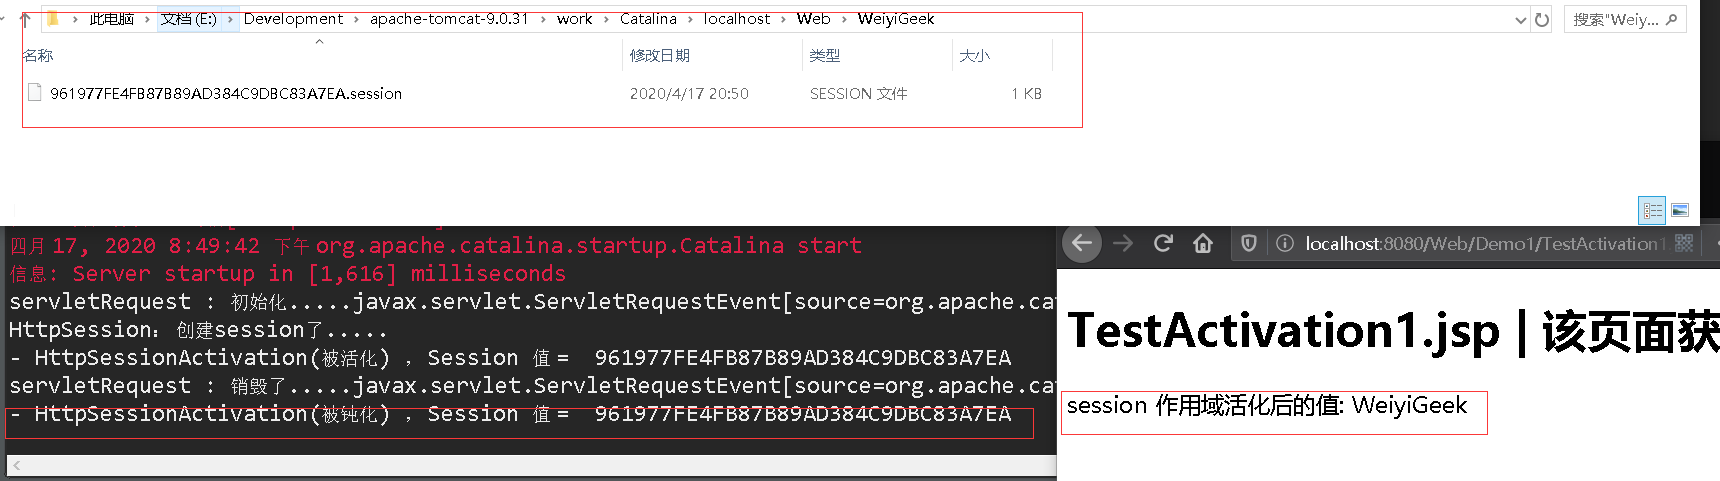 此电脑 › 文档 (E:) › Development › apache-tomcat-9.0.31 › work › Catalina › localhost › Web › WeiyiGeek
搜索"Weiy...
名称 修改日期 类型 大小
961977FE4FB87B89AD384C9DBC83A7EA.session 2020/4/17 20:50 SESSION 文件 1 KB
四月 17, 2020 8:49:42 下午 org.apache.catalina.startup.Catalina start
信息: Server startup in [1,616] milliseconds
servletRequest : 初始化.....javax.servlet.ServletRequestEvent[source=org.apache.cat
HttpSession: 创建session了.....
- HttpSessionActivation(被活化) , Session 值 = 961977FE4FB87B89AD384C9DBC83A7EA
servletRequest : 销毁了.....javax.servlet.ServletRequestEvent[source=org.apache.cat
- HttpSessionActivation(被钝化) , Session 值 = 961977FE4FB87B89AD384C9DBC83A7EA
localhost:8080/Web/Demo1/TestActivation1.
TestActivation1.jsp | 该页面获
session 作用域活化后的值: WeiyiGeek